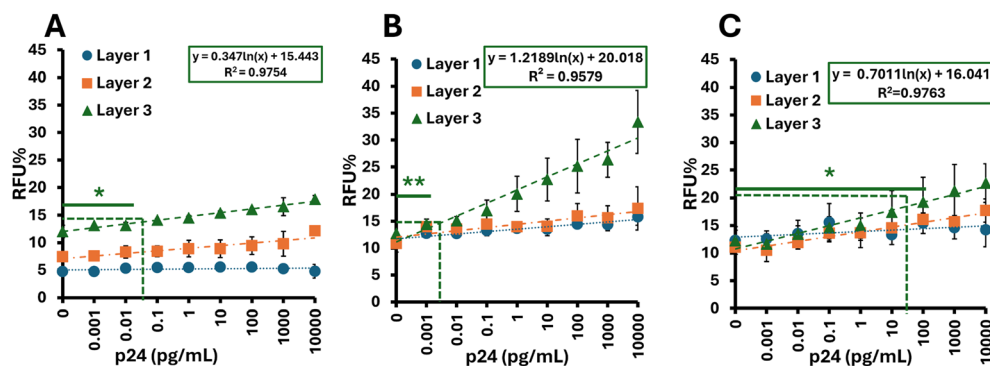 A
y = 0.347ln(x) + 15.443
R² = 0.9754
Layer 1
Layer 2
Layer 3
*
RFU%
45
40
35
30
25
20
15
10
5
0
0
0.001
0.01
0.1
1
10
100
1000
10000
p24 (pg/mL)
B
y = 1.2189ln(x) + 20.018
R² = 0.9579
Layer 1
Layer 2
Layer 3
**
RFU%
45
40
35
30
25
20
15
10
5
0
0
0.001
0.01
0.1
1
10
100
1000
10000
p24 (pg/mL)
C
y = 0.7011ln(x) + 16.041
R²=0.9763
Layer 1
Layer 2
Layer 3
*
RFU%
45
40
35
30
25
20
15
10
5
0
0
0.001
0.01
0.1
1
10
100
1000
10000
p24 (pg/mL)